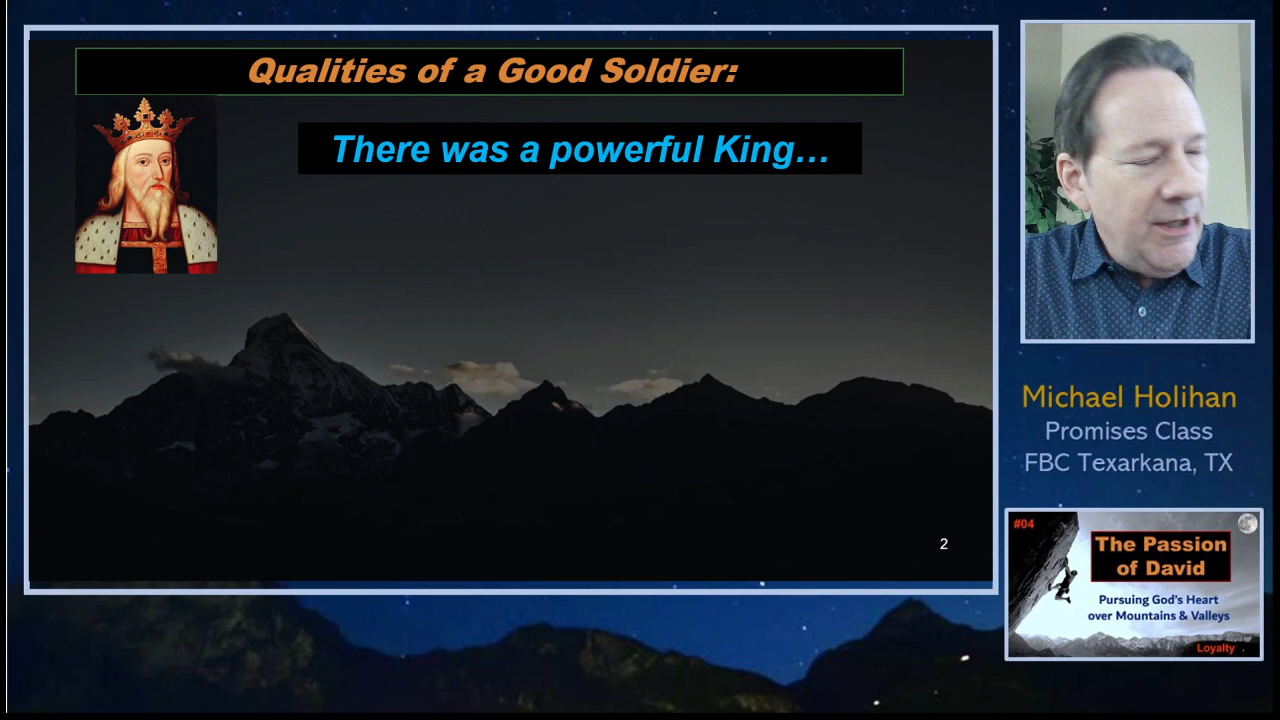 Qualities of a Good Soldier:
There was a powerful King...
2
Michael Holihan
Promises Class
FBC Texarkana, TX
#04
The Passion
of David
Pursuing God's Heart
over Mountains & Valleys
Loyalty